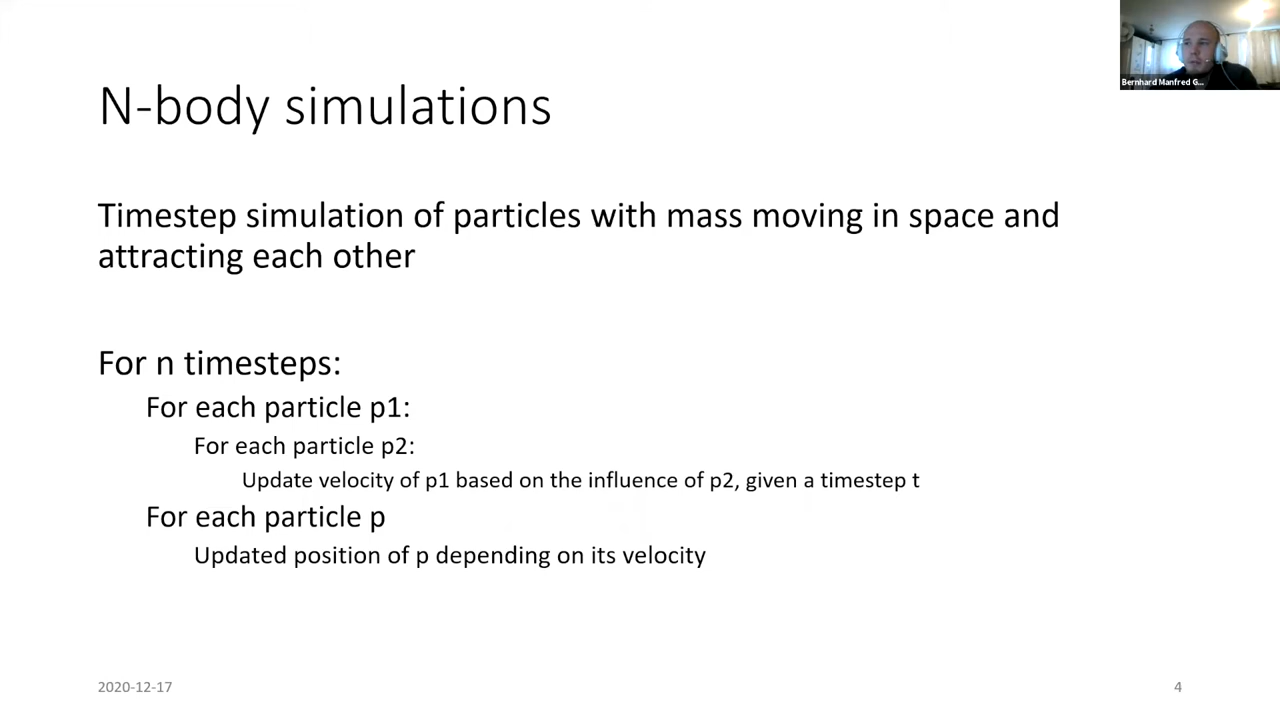 Bernhard Manfred G...
N-body simulations
Timestep simulation of particles with mass moving in space and
attracting each other
For n timesteps:
For each particle p1:
For each particle p2:
Update velocity of p1 based on the influence of p2, given a timestep t
For each particle p
Updated position of p depending on its velocity
2020-12-17
4